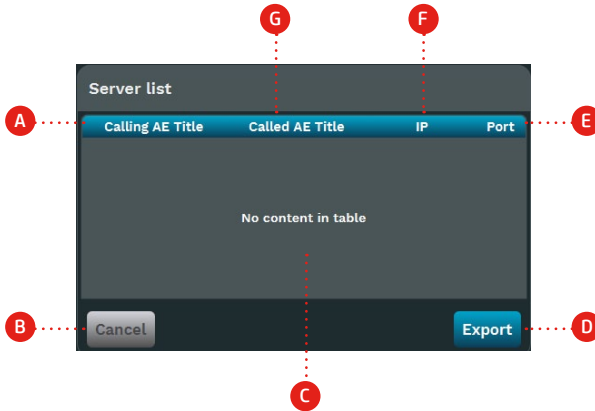 G F
Server list
A Calling AE Title Called AE Title IP Port E
No content in table
B Cancel Export D
C